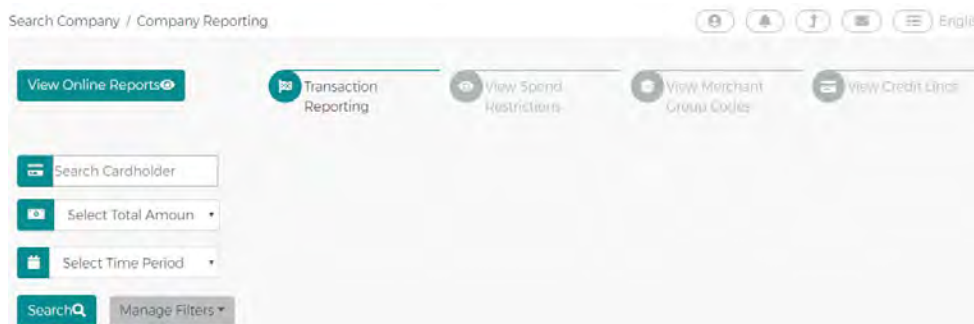 Search Company / Company Reporting
Englis
View Online Reports
Transaction
Reporting
View Spend
Restrictions
View Merchant
Group Codes
View Credit Lines
Search Cardholder
Select Total Amoun
Select Time Period
Search
Manage Filters